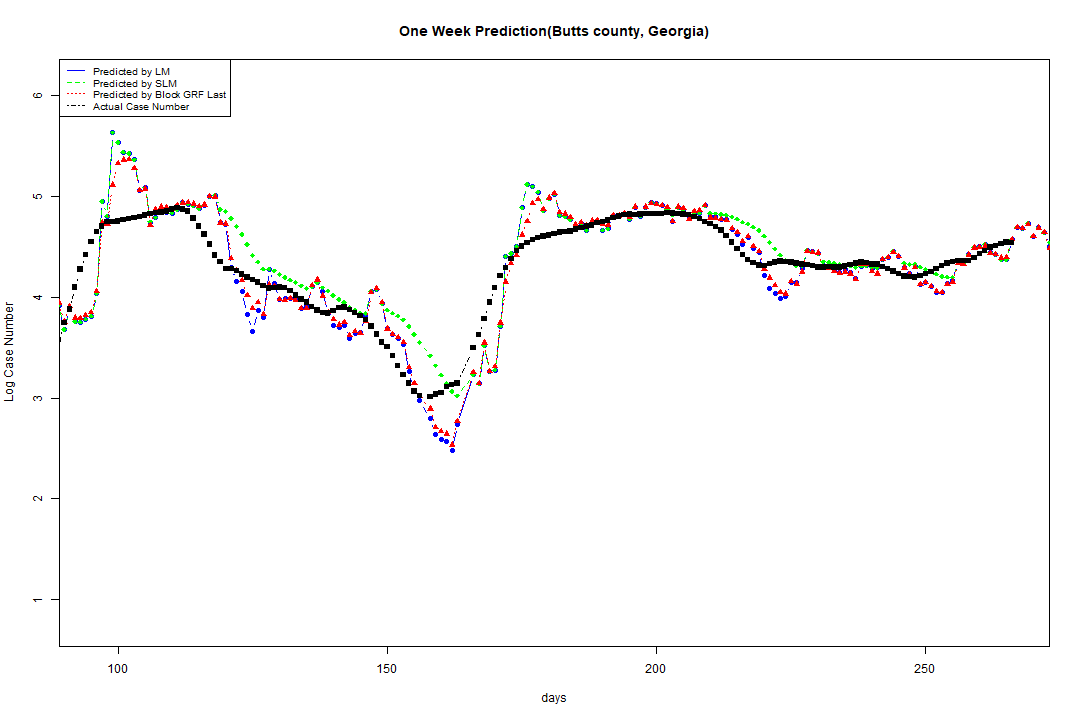 One Week Prediction(Butts county, Georgia)
Predicted by LM
Predicted by SLM
Predicted by Block GRF Last
Actual Case Number
6
5
4
3
2
1
Log Case Number
100 150 200 250
days